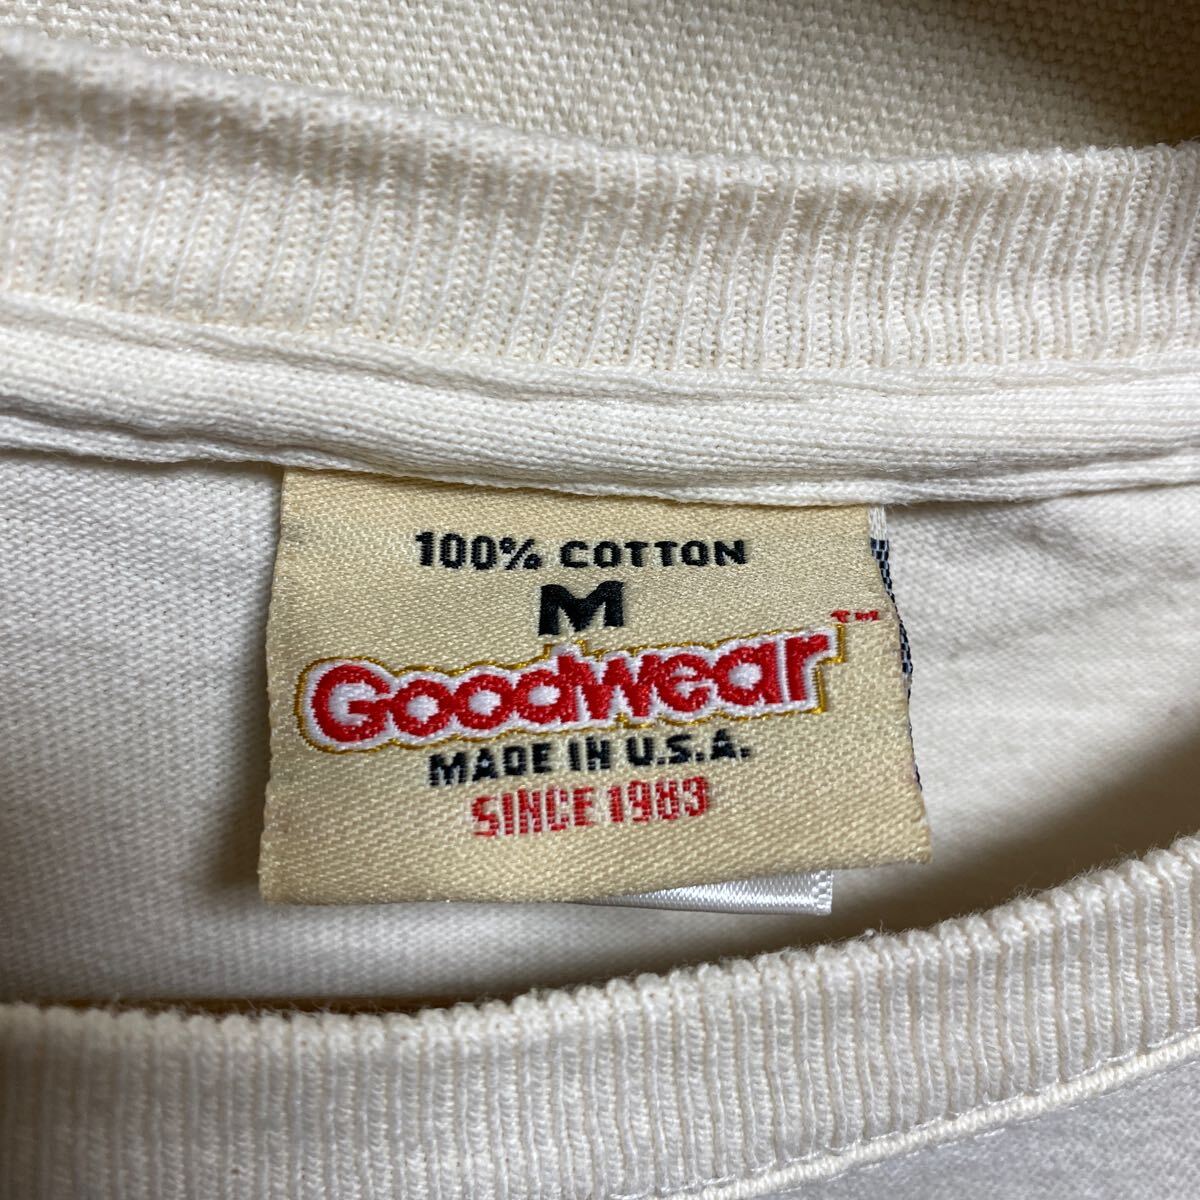 100% COTTON
M
Goodwear™
MADE IN U.S.A.
SINCE 1983